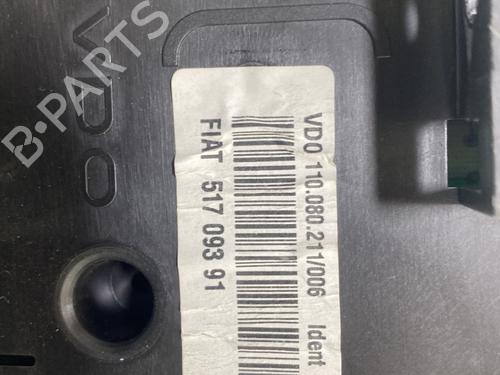 VDO
VDO 110.080.211/006 Ident
FIAT 517 093 91
B-PARTS